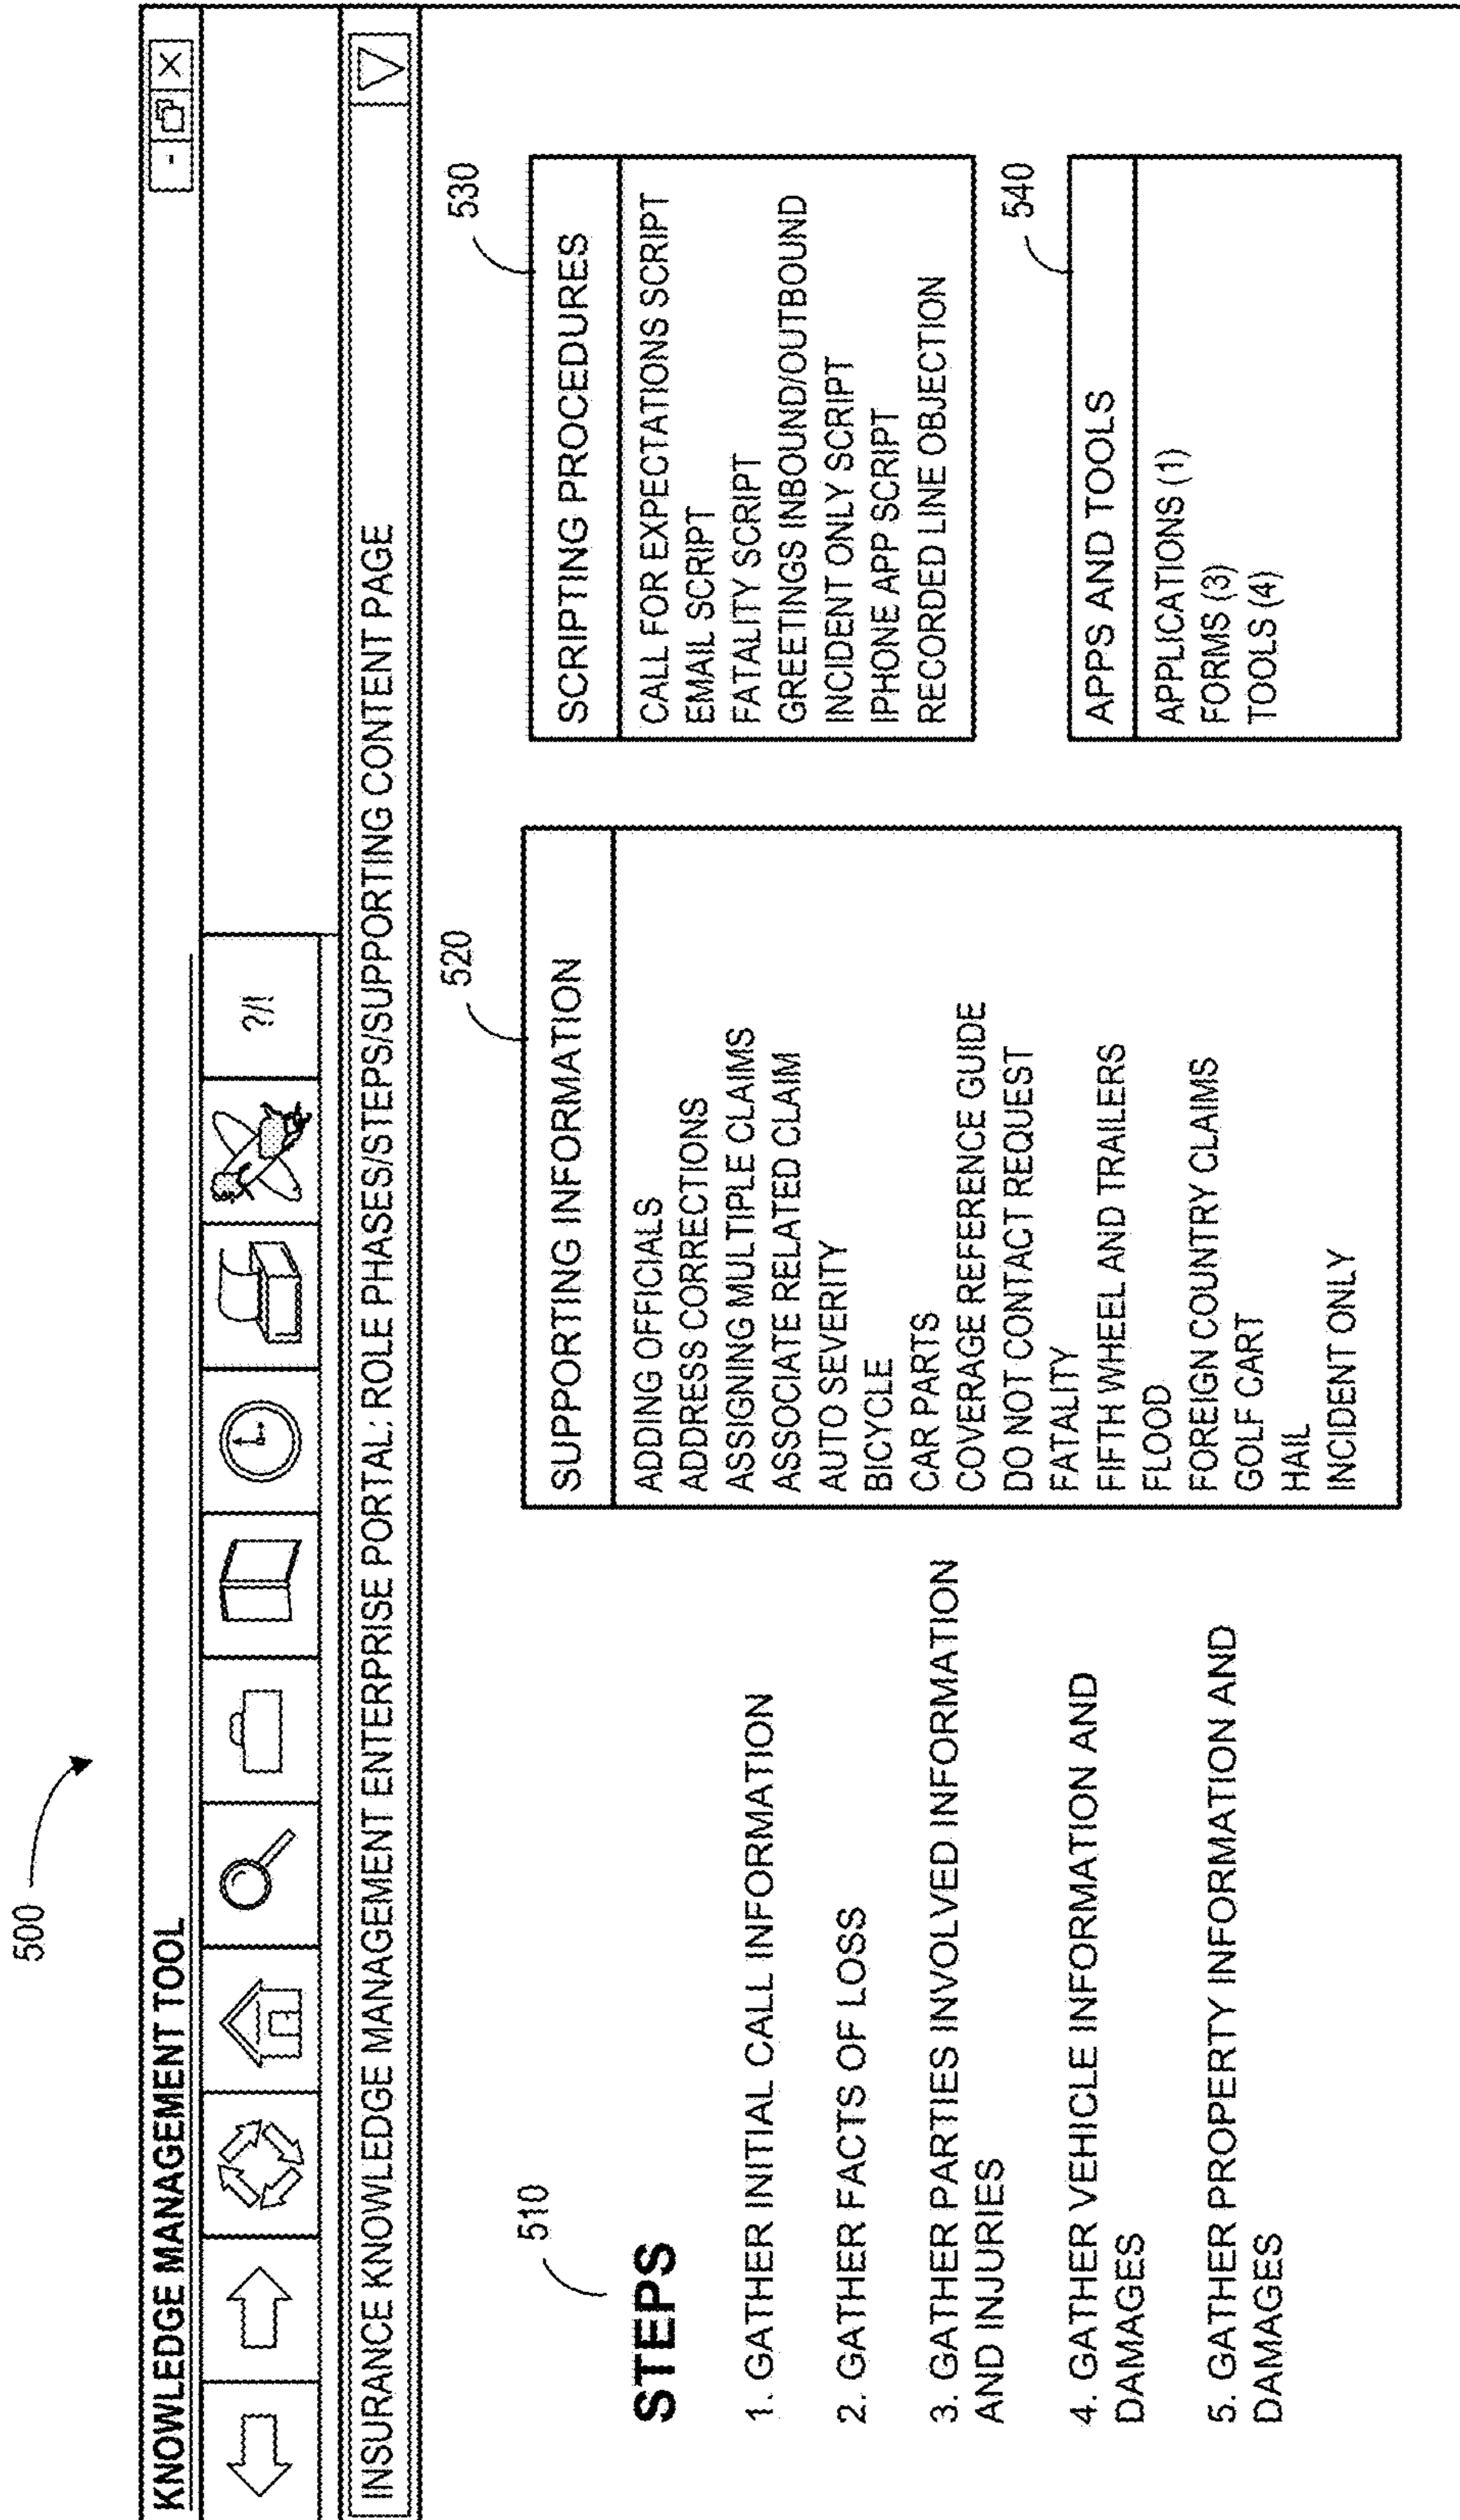 500
KNOWLEDGE MANAGEMENT TOOL
?/!
INSURANCE KNOWLEDGE MANAGEMENT ENTERPRISE PORTAL: ROLE PHASES/STEPS/SUPPORTING CONTENT PAGE
510
STEPS
1. GATHER INITIAL CALL INFORMATION
2. GATHER FACTS OF LOSS
3. GATHER PARTIES INVOLVED INFORMATION
AND INJURIES
4. GATHER VEHICLE INFORMATION AND
DAMAGES
5. GATHER PROPERTY INFORMATION AND
DAMAGES
520
SUPPORTING INFORMATION
ADDING OFFICIALS
ADDRESS CORRECTIONS
ASSIGNING MULTIPLE CLAIMS
ASSOCIATE RELATED CLAIM
AUTO SEVERITY
BICYCLE
CAR PARTS
COVERAGE REFERENCE GUIDE
DO NOT CONTACT REQUEST
FATALITY
FIFTH WHEEL AND TRAILERS
FLOOD
FOREIGN COUNTRY CLAIMS
GOLF CART
HAIL
INCIDENT ONLY
530
SCRIPTING PROCEDURES
CALL FOR EXPECTATIONS SCRIPT
EMAIL SCRIPT
FATALITY SCRIPT
GREETINGS INBOUND/OUTBOUND
INCIDENT ONLY SCRIPT
IPHONE APP SCRIPT
RECORDED LINE OBJECTION
540
APPS AND TOOLS
APPLICATIONS (1)
FORMS (3)
TOOLS (4)